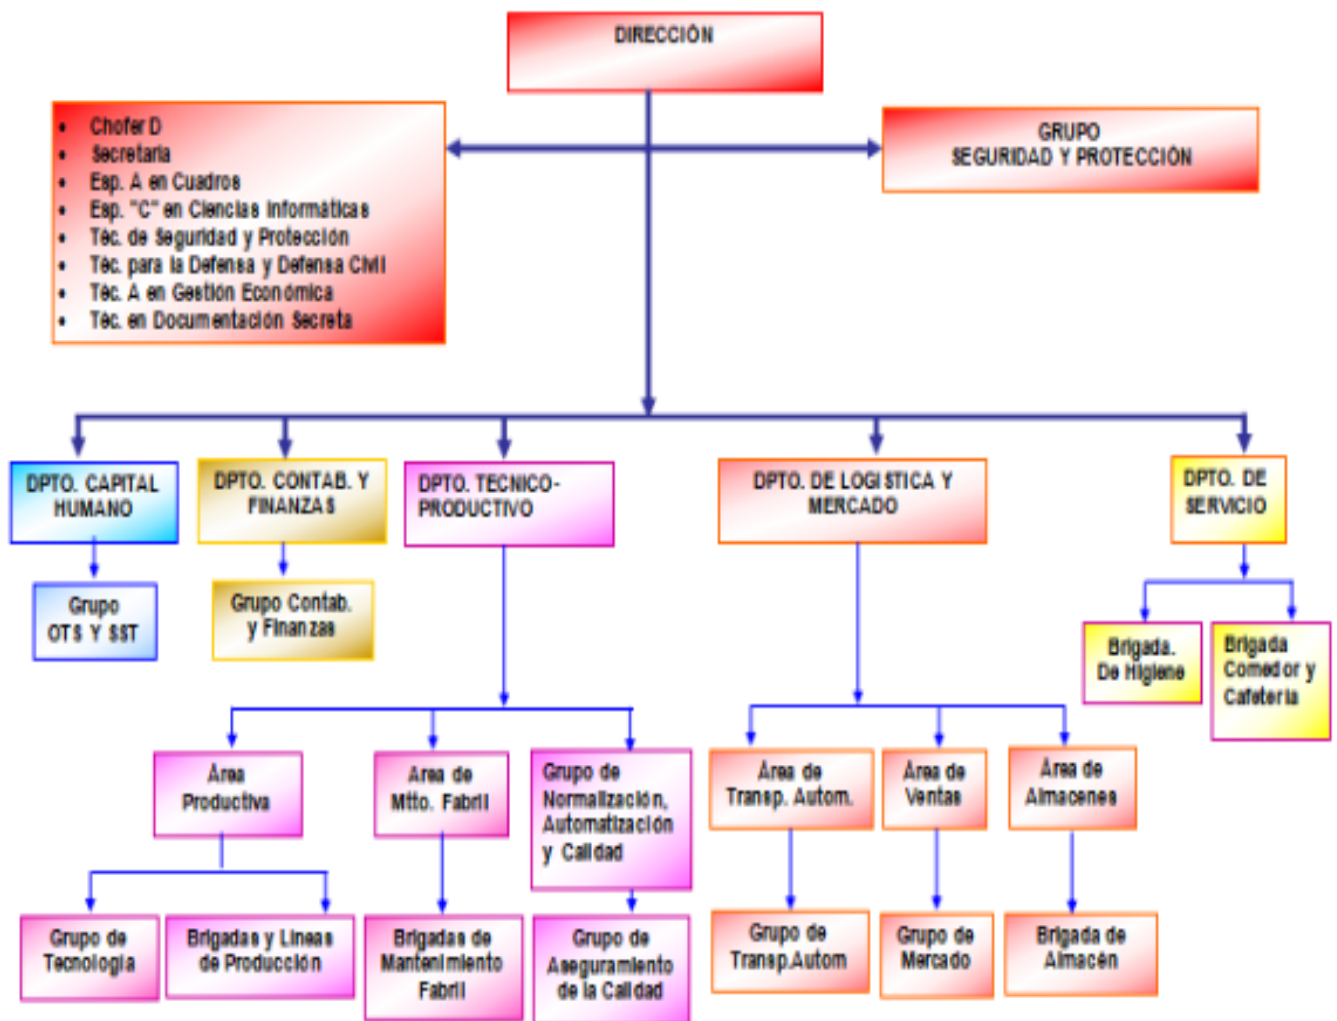 DIRECCIÓN
• Chofer D
• Secretaria
• Esp. A en Cuadros
• Esp. "C" en Ciencias Informáticas
• Téc. de Seguridad y Protección
• Téc. para la Defensa y Defensa Civil
• Téc. A en Gestión Económica
• Téc. en Documentación Secreta
GRUPO
SEGURIDAD Y PROTECCIÓN
DPTO. CAPITAL
HUMANO
DPTO. CONTAB. Y
FINANZAS
DPTO. TECNICO-
PRODUCTIVO
DPTO. DE LOGISTICA Y
MERCADO
DPTO. DE
SERVICIO
Grupo
OTS Y SST
Grupo Contab.
y Finanzas
Brigada.
De Higiene
Brigada
Comedor y
Cafetería
Área
Productiva
Area de
Mtto. Fabril
Grupo de
Normalización,
Automatización
y Calidad
Área de
Transp. Autom.
Área de
Ventas
Área de
Almacenes
Grupo de
Tecnología
Brigadas y Líneas
de Producción
Brigadas de
Mantenimiento
Fabril
Grupo de
Aseguramiento
de la Calidad
Grupo de
Transp.Autom
Grupo de
Mercado
Brigada de
Almacén